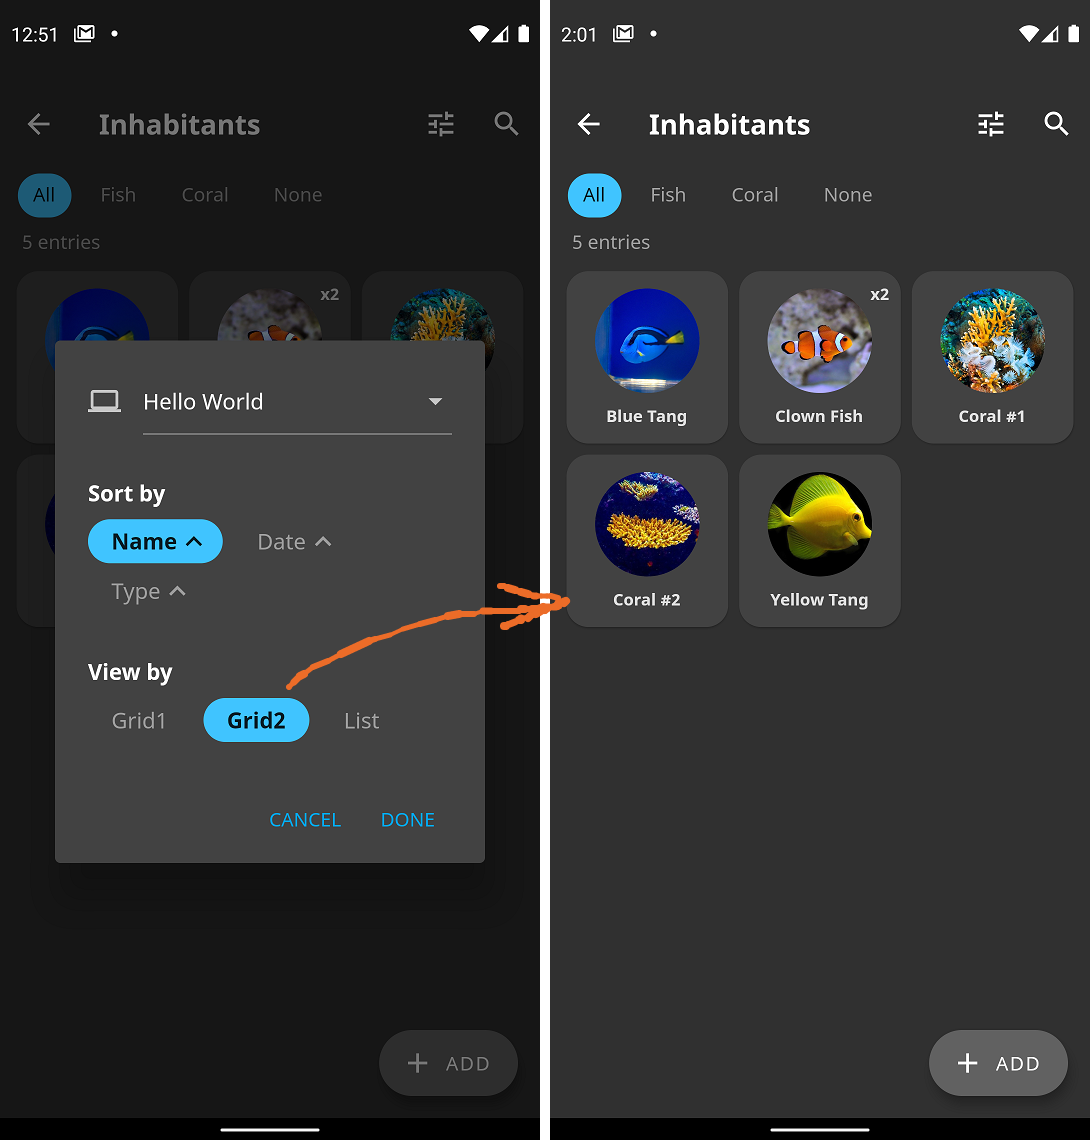 12:51
Inhabitants
All Fish Coral None
5 entries
x2
Hello World
Sort by
Name Date
Type
View by
Grid1 Grid2 List
CANCEL DONE
ADD
2:01
Inhabitants
All Fish Coral None
5 entries
x2
Blue Tang Clown Fish Coral #1
Coral #2 Yellow Tang
ADD